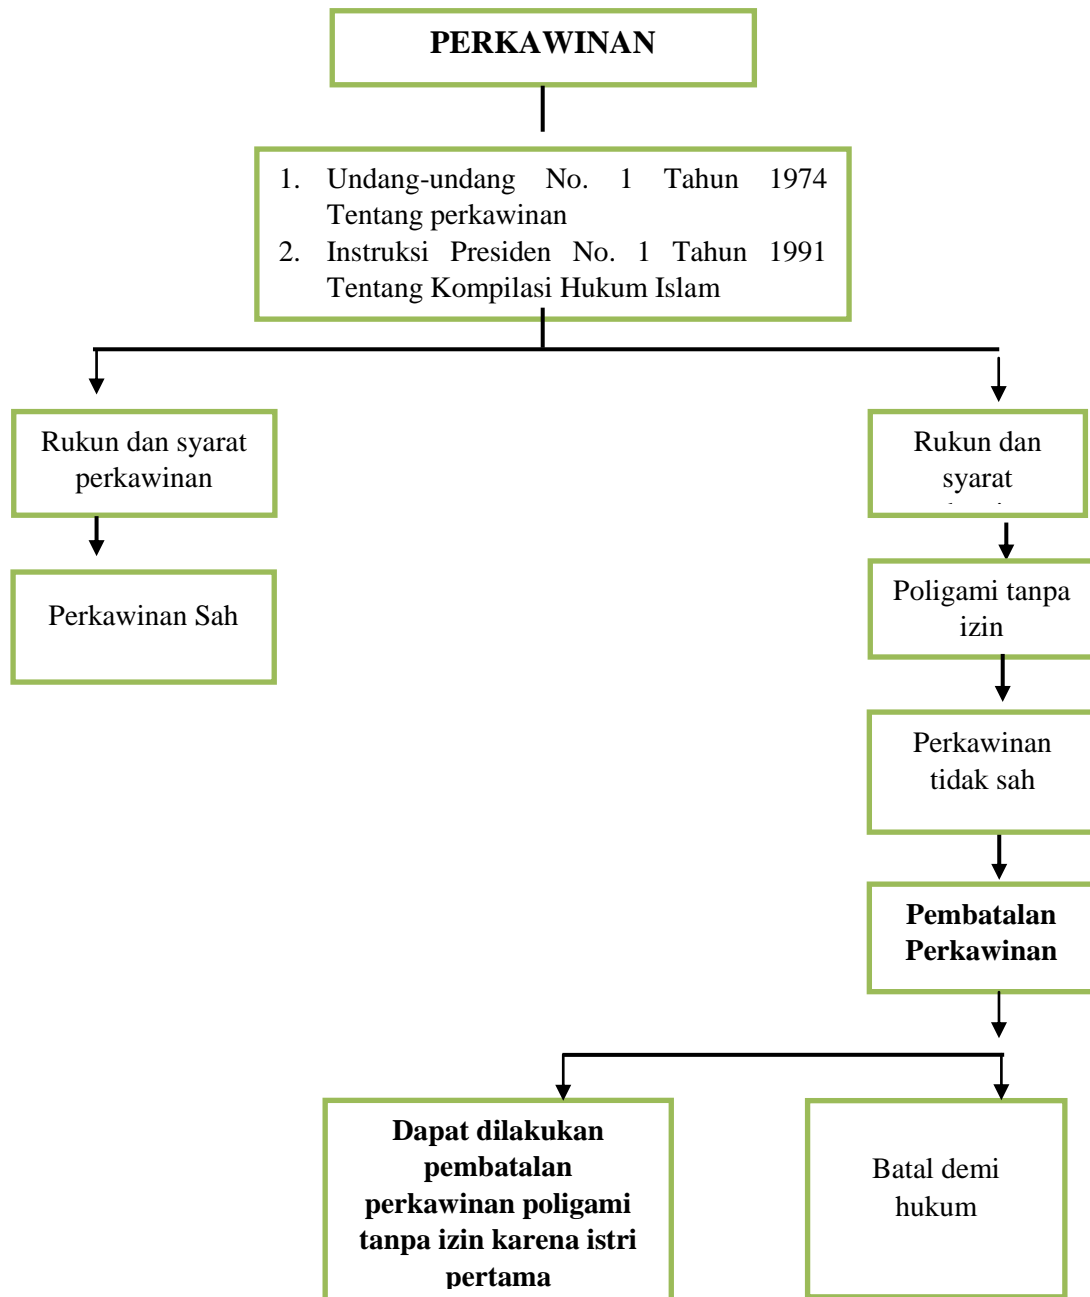 PERKAWINAN
1. Undang-undang No. 1 Tahun 1974
Tentang perkawinan
2. Instruksi Presiden No. 1 Tahun 1991
Tentang Kompilasi Hukum Islam
Rukun dan syarat
perkawinan
Rukun dan
syarat
Perkawinan Sah
Poligami tanpa
izin
Perkawinan
tidak sah
Pembatalan
Perkawinan
Dapat dilakukan
pembatalan
perkawinan poligami
tanpa izin karena istri
pertama
Batal demi
hukum